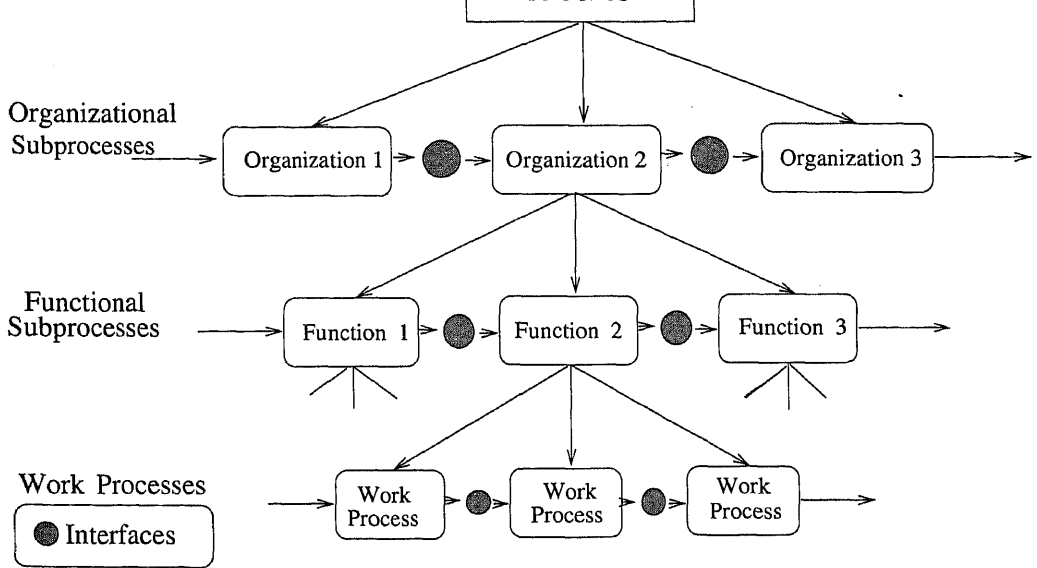 Organizational
Subprocesses
Organization 1
Organization 2
Organization 3
Functional
Subprocesses
Function 1
Function 2
Function 3
Work Processes
Work
Process
Work
Process
Work
Process
Interfaces